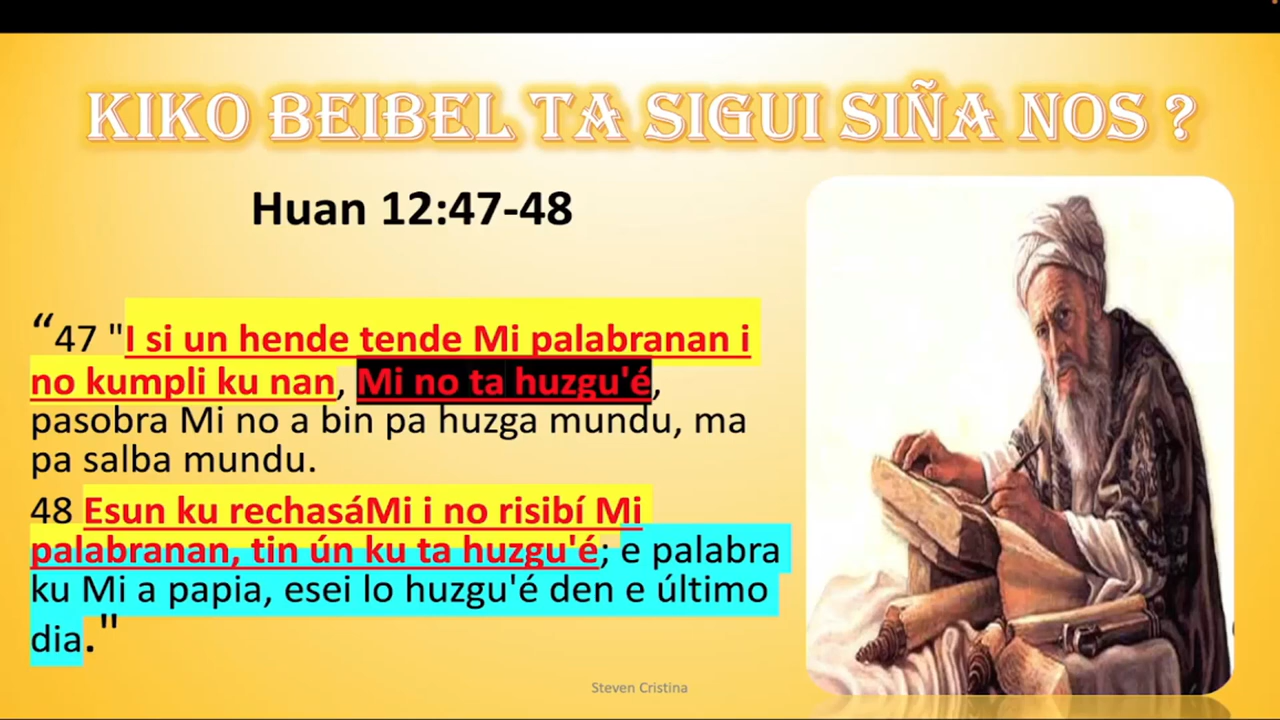 KIKO BEIBEL TA SIGUI SIÑA NOS ?
Huan 12:47-48
“47 "I si un hende tende Mi palabranan i
no kumpli ku nan, Mi no ta huzgu'é,
pasobra Mi no a bin pa huzga mundu, ma
pa salba mundu.
48 Esun ku rechasáMi i no risibí Mi
palabranan, tin ún ku ta huzgu'é; e palabra
ku Mi a papia, esei lo huzgu'é den e último
dia."
Steven Cristina